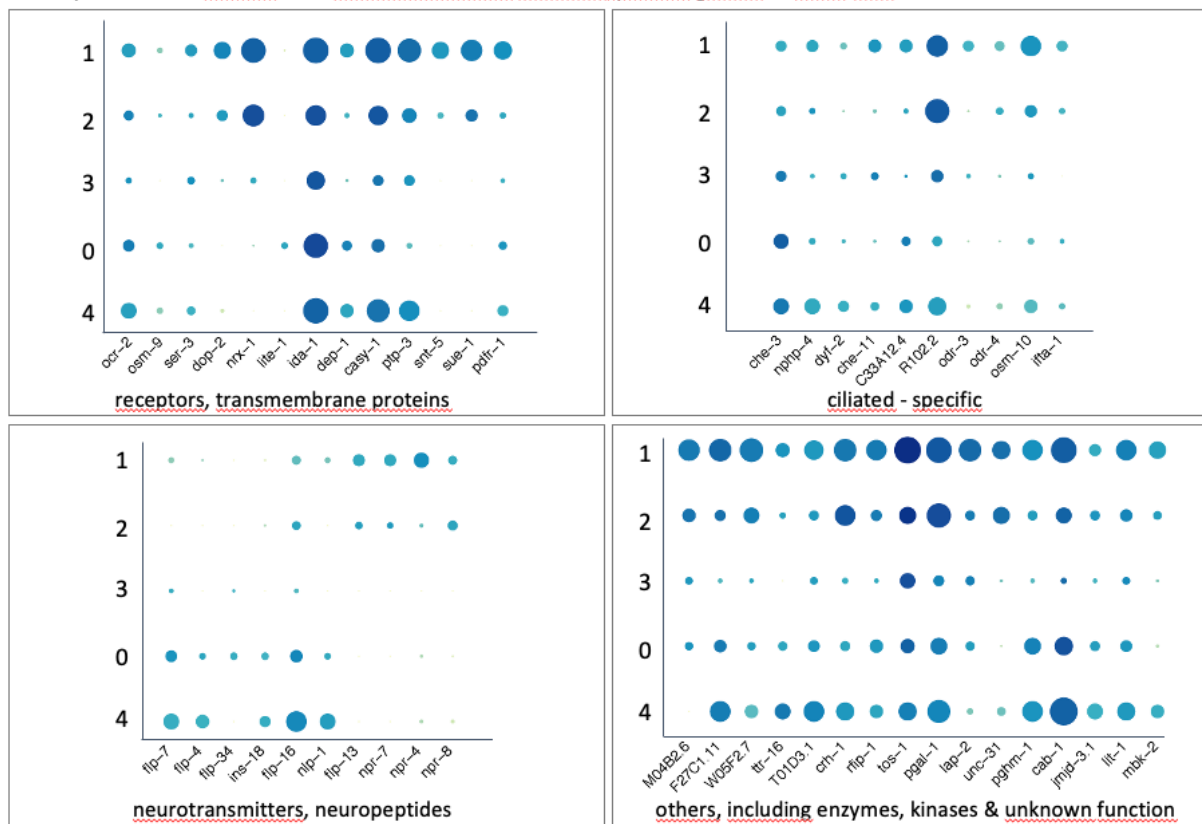 1
2
3
0
4
ocr-2 osm-9 ser-3 dop-2 nrx-1 lite-1 ida-1 dep-1 casy-1 ptp-3 snt-5 sue-1 pdfr-1
receptors, transmembrane proteins
1
2
3
0
4
che-3 nphp-4 dyf-2 che-11 C33A12.4 R102.2 odr-3 odr-4 osm-10 ifta-1
ciliated - specific
1
2
3
0
4
flp-7 flp-4 flp-34 ins-18 flp-16 nlp-1 flp-13 npr-7 npr-4 npr-8
neurotransmitters, neuropeptides
1
2
3
0
4
M04B2.6 F27C1.11 W05F2.7 ttr-16 T01D3.1 crh-1 rfip-1 tos-1 pgal-1 lap-2 unc-31 pghm-1 cab-1 jmjd-3.1 lit-1 mbk-2
others, including enzymes, kinases & unknown function